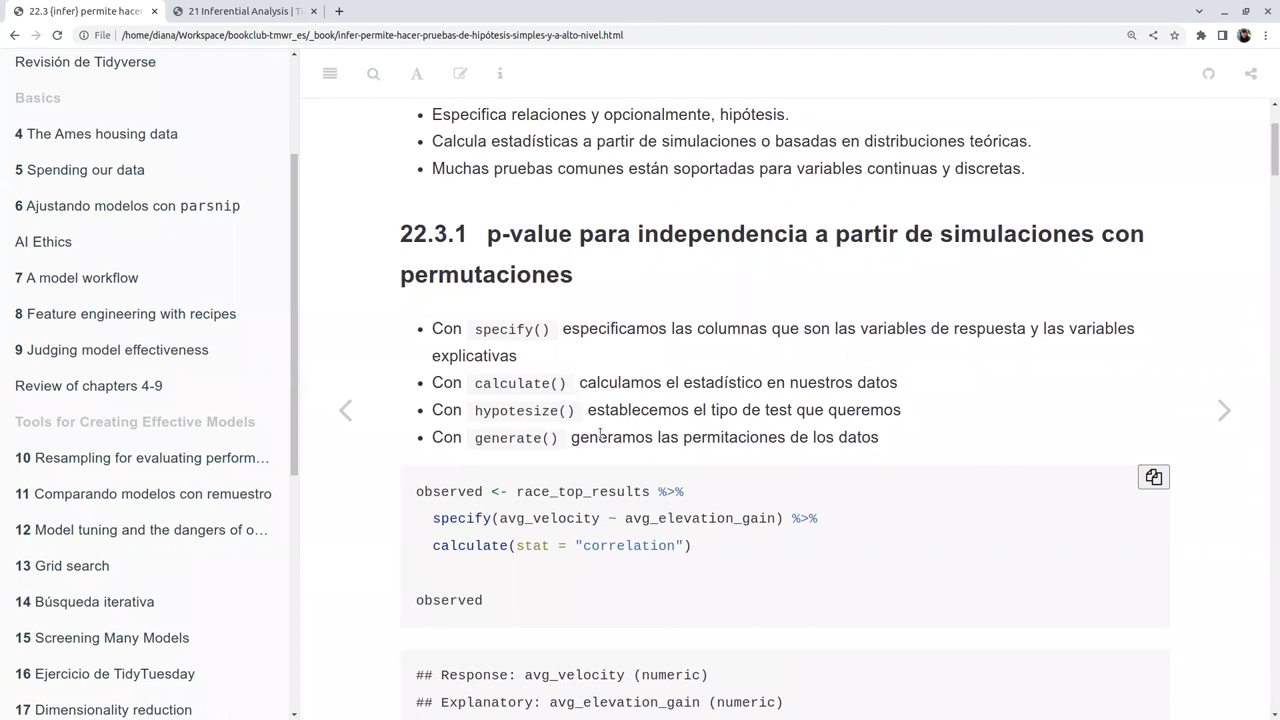 22.3 {infer} permite hacer
21 Inferential Analysis | Ti
File
/home/diana/Workspace/bookclub-tmwr_es/_book/infer-permite-hacer-pruebas-de-hipótesis-simples-y-a-alto-nivel.html
Revisión de Tidyverse
Basics
4 The Ames housing data
5 Spending our data
6 Ajustando modelos con parsnip
AI Ethics
7 A model workflow
8 Feature engineering with recipes
9 Judging model effectiveness
Review of chapters 4-9
Tools for Creating Effective Models
10 Resampling for evaluating perform…
11 Comparando modelos con remuestro
12 Model tuning and the dangers of o…
13 Grid search
14 Búsqueda iterativa
15 Screening Many Models
16 Ejercicio de TidyTuesday
17 Dimensionality reduction
Especifica relaciones y opcionalmente, hipótesis.
Calcula estadísticas a partir de simulaciones o basadas en distribuciones teóricas.
Muchas pruebas comunes están soportadas para variables continuas y discretas.
22.3.1 p-value para independencia a partir de simulaciones con
permutaciones
Con specify() especificamos las columnas que son las variables de respuesta y las variables
explicativas
Con calculate() calculamos el estadístico en nuestros datos
Con hypotesize() establecemos el tipo de test que queremos
Con generate() generamos las permitaciones de los datos
observed <- race_top_results %>%
specify(avg_velocity ~ avg_elevation_gain) %>%
calculate(stat = "correlation")
observed
## Response: avg_velocity (numeric)
## Explanatory: avg_elevation_gain (numeric)